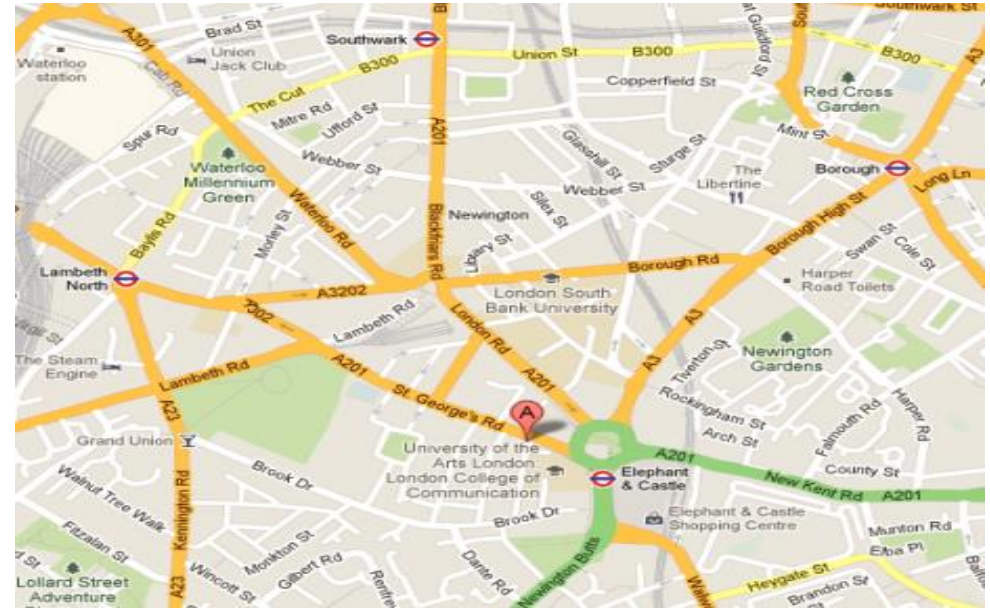 Southwark St
Brad St
A301
Southwark
Union
Jack Club
Union St
B300
B300
B300
A3
Waterloo
station
Cab Rd
Guildford St
Copperfield St
Red Cross
Garden
The Cut
Mitre Rd
Ufford St
A201
Spur Rd
Webber St
Glasshill St
Sturge St
Mint St
Borough
Long Ln
Waterloo
Millennium
Green
The
Libertine
Webber St
Waterloo Rd
Blackfriars Rd
Newington
Silex St
Morley St
Library St
Borough High St
Swan St
Cole St
Baylis Rd
Lambeth
North
Borough Rd
Harper
Road Toilets
A3202
London South
Bank University
Lambeth Rd
London Rd
A3
The Steam
Engine
A201
A201
A3
Tiverton St
Newington
Gardens
Lambeth Rd
St. George's Rd
Rockingham St
Harper Rd
A23
A
Arch St
Falmouth Rd
Grand Union
University of the
Arts London
London College of
Communication
A201
County St
Elephant
& Castle
New Kent Rd
A201
Brook Dr
Walnut Tree Walk
Kennington Rd
Brook Dr
Elephant & Castle
Shopping Centre
Munton Rd
Fitzalan St
Monkton St
Gilbert Rd
Dante Rd
Newington Butts
Elba Pl
Heygate St
Brandon St
A23
Wincott St
Lollard Street
Adventure